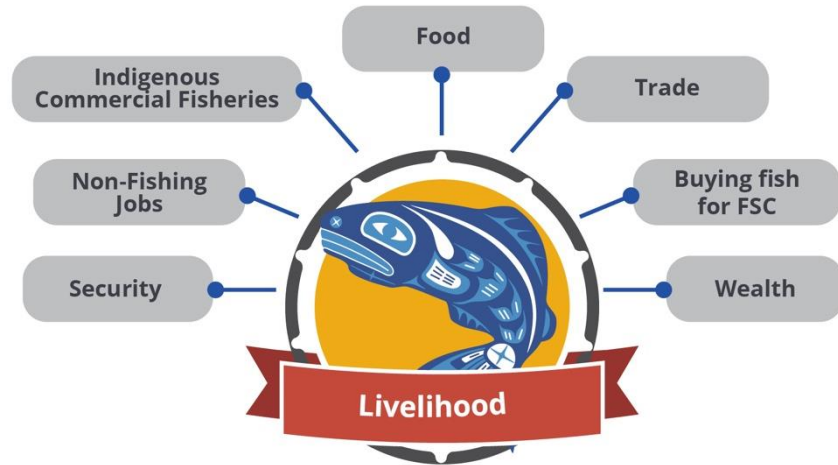 Food
Indigenous
Commercial Fisheries
Trade
Non-Fishing
Jobs
Buying fish
for FSC
Security
Wealth
Livelihood